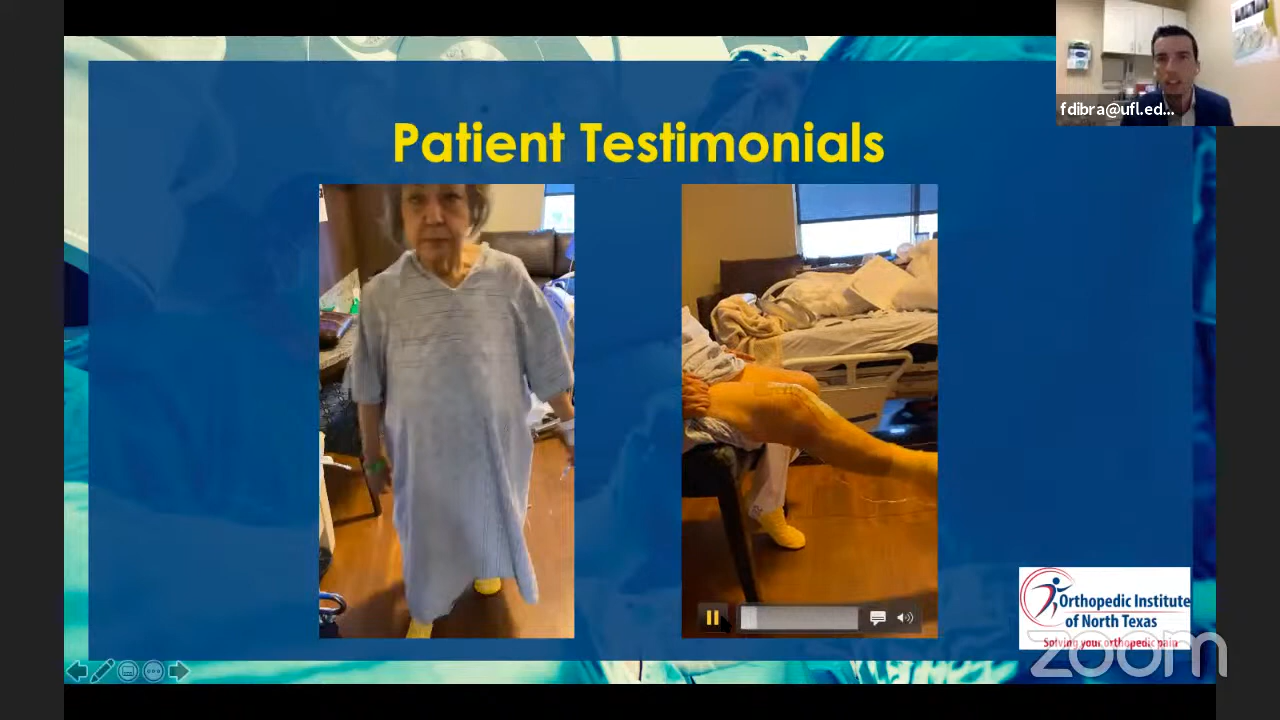 fdibra@ufl.ed...
Patient Testimonials
Orthopedic Institute
of North Texas
Solving your orthopedic pain
zoom